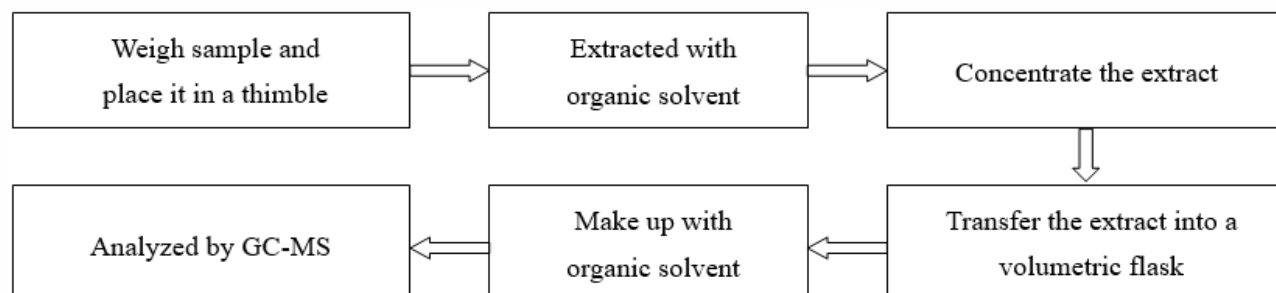 Weigh sample and
place it in a thimble
Extracted with
organic solvent
Concentrate the extract
Transfer the extract into a
volumetric flask
Make up with
organic solvent
Analyzed by GC-MS